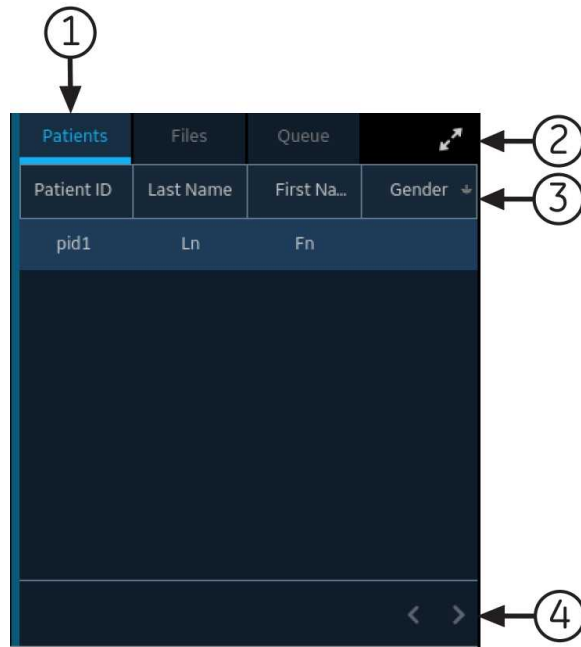 1
Patients Files Queue 2
Patient ID Last Name First Na... Gender 3
pid1 Ln Fn
4